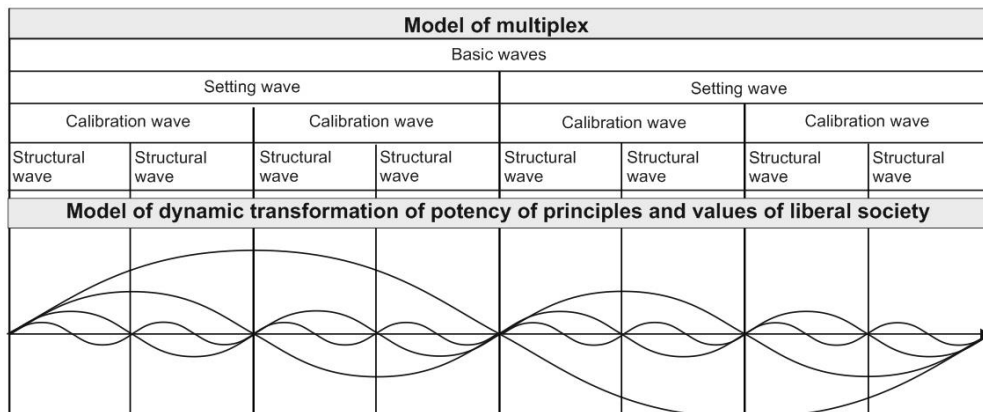 Model of multiplex
Basic waves
Setting wave Setting wave
Calibration wave Calibration wave Calibration wave Calibration wave
Structural Structural Structural Structural Structural Structural Structural Structural
wave wave wave wave wave wave wave wave
Model of dynamic transformation of potency of principles and values of liberal society